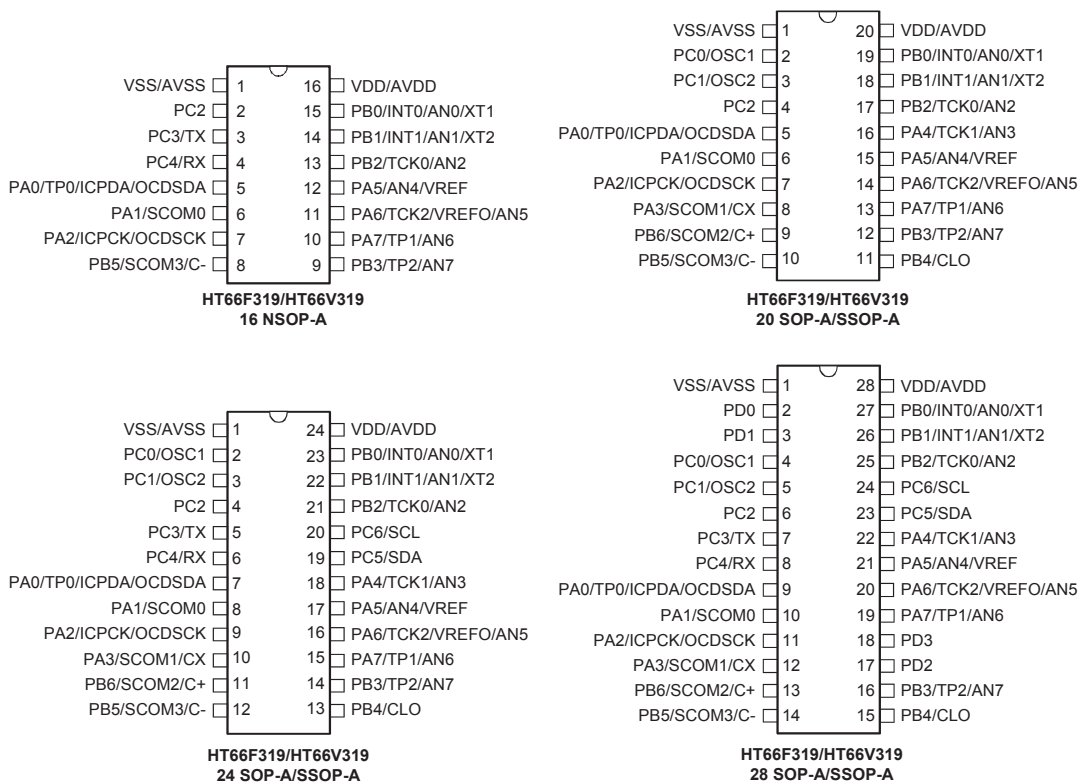 VSS/AVSS 1 16 VDD/AVDD
PC2 2 15 PB0/INT0/AN0/XT1
PC3/TX 3 14 PB1/INT1/AN1/XT2
PC4/RX 4 13 PB2/TCK0/AN2
PA0/TP0/ICPDA/OCDSDA 5 12 PA5/AN4/VREF
PA1/SCOM0 6 11 PA6/TCK2/VREFO/AN5
PA2/ICPCK/OCDSCK 7 10 PA7/TP1/AN6
PB5/SCOM3/C- 8 9 PB3/TP2/AN7
HT66F319/HT66V319
16 NSOP-A
VSS/AVSS 1 20 VDD/AVDD
PC0/OSC1 2 19 PB0/INT0/AN0/XT1
PC1/OSC2 3 18 PB1/INT1/AN1/XT2
PC2 4 17 PB2/TCK0/AN2
PA0/TP0/ICPDA/OCDSDA 5 16 PA4/TCK1/AN3
PA1/SCOM0 6 15 PA5/AN4/VREF
PA2/ICPCK/OCDSCK 7 14 PA6/TCK2/VREFO/AN5
PA3/SCOM1/CX 8 13 PA7/TP1/AN6
PB6/SCOM2/C+ 9 12 PB3/TP2/AN7
PB5/SCOM3/C- 10 11 PB4/CLO
HT66F319/HT66V319
20 SOP-A/SSOP-A
VSS/AVSS 1 24 VDD/AVDD
PC0/OSC1 2 23 PB0/INT0/AN0/XT1
PC1/OSC2 3 22 PB1/INT1/AN1/XT2
PC2 4 21 PB2/TCK0/AN2
PC3/TX 5 20 PC6/SCL
PC4/RX 6 19 PC5/SDA
PA0/TP0/ICPDA/OCDSDA 7 18 PA4/TCK1/AN3
PA1/SCOM0 8 17 PA5/AN4/VREF
PA2/ICPCK/OCDSCK 9 16 PA6/TCK2/VREFO/AN5
PA3/SCOM1/CX 10 15 PA7/TP1/AN6
PB6/SCOM2/C+ 11 14 PB3/TP2/AN7
PB5/SCOM3/C- 12 13 PB4/CLO
HT66F319/HT66V319
24 SOP-A/SSOP-A
VSS/AVSS 1 28 VDD/AVDD
PD0 2 27 PB0/INT0/AN0/XT1
PD1 3 26 PB1/INT1/AN1/XT2
PC0/OSC1 4 25 PB2/TCK0/AN2
PC1/OSC2 5 24 PC6/SCL
PC2 6 23 PC5/SDA
PC3/TX 7 22 PA4/TCK1/AN3
PC4/RX 8 21 PA5/AN4/VREF
PA0/TP0/ICPDA/OCDSDA 9 20 PA6/TCK2/VREFO/AN5
PA1/SCOM0 10 19 PA7/TP1/AN6
PA2/ICPCK/OCDSCK 11 18 PD3
PA3/SCOM1/CX 12 17 PD2
PB6/SCOM2/C+ 13 16 PB3/TP2/AN7
PB5/SCOM3/C- 14 15 PB4/CLO
HT66F319/HT66V319
28 SOP-A/SSOP-A